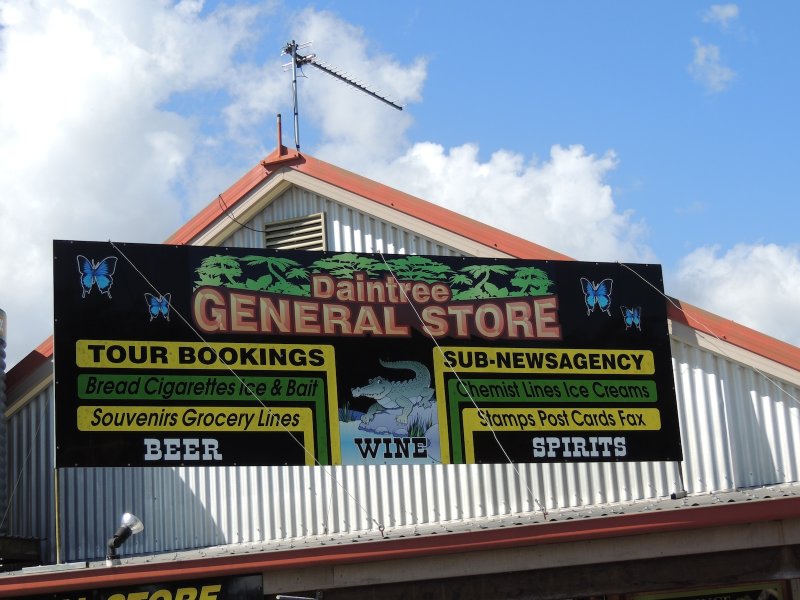 Daintree
GENERAL STORE
TOUR BOOKINGS
Bread Cigarettes Ice & Bait
Souvenirs Grocery Lines
BEER
WINE
SUB-NEWSAGENCY
Chemist Lines Ice Creams
Stamps Post Cards Fax
SPIRITS
STORE